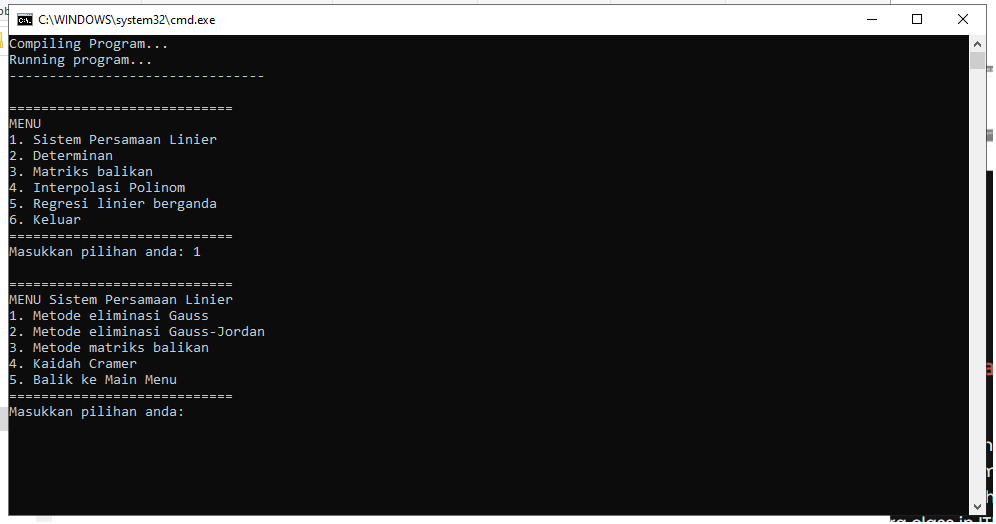 C:\WINDOWS\system32\cmd.exe
Compiling Program...
Running program...
--------------------------------
============================
MENU
1. Sistem Persamaan Linier
2. Determinan
3. Matriks balikan
4. Interpolasi Polinom
5. Regresi linier berganda
6. Keluar
============================
Masukkan pilihan anda: 1
============================
MENU Sistem Persamaan Linier
1. Metode eliminasi Gauss
2. Metode eliminasi Gauss-Jordan
3. Metode matriks balikan
4. Kaidah Cramer
5. Balik ke Main Menu
============================
Masukkan pilihan anda: